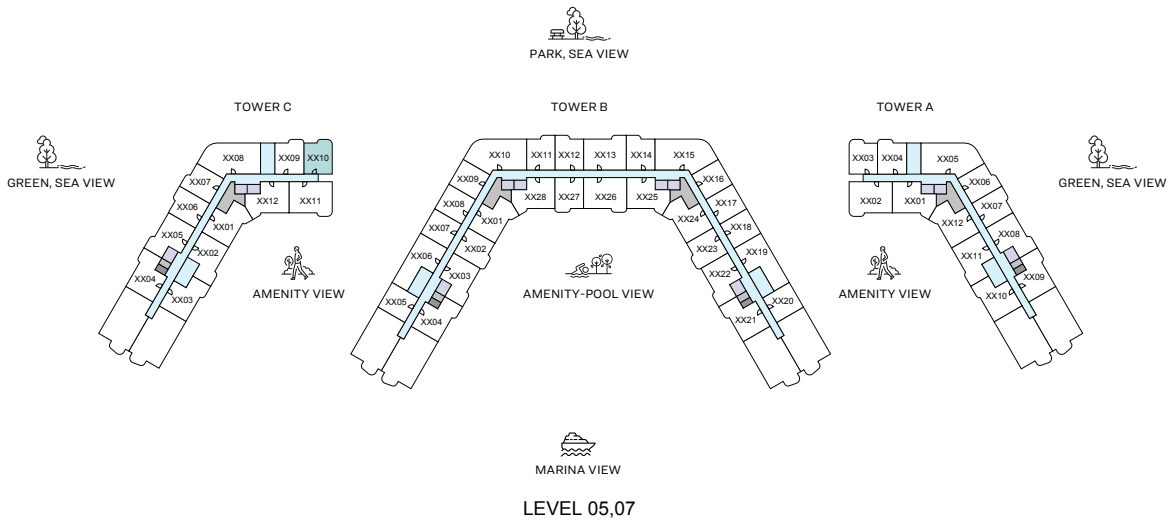 PARK, SEA VIEW
TOWER C
TOWER B
TOWER A
GREEN, SEA VIEW
GREEN, SEA VIEW
XX08
XX09
XX10
XX07
XX06
XX05
XX04
XX12
XX11
XX01
XX02
XX03
XX10
XX11
XX12
XX13
XX14
XX15
XX09
XX08
XX07
XX06
XX05
XX01
XX02
XX03
XX04
XX28
XX27
XX26
XX25
XX24
XX23
XX22
XX21
XX16
XX17
XX18
XX19
XX20
XX03
XX04
XX05
XX02
XX01
XX06
XX07
XX08
XX09
XX12
XX11
XX10
AMENITY VIEW
AMENITY-POOL VIEW
AMENITY VIEW
MARINA VIEW
LEVEL 05,07